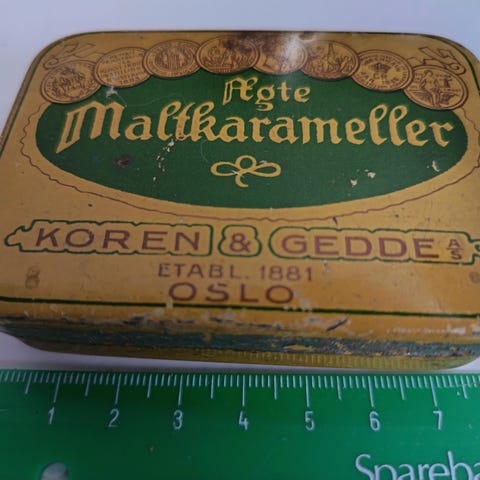 Ægte
Maltkarameller
KOREN & GEDDE A/S
ETABL. 1881
OSLO
1 2 3 4 5 6 7
Spareba